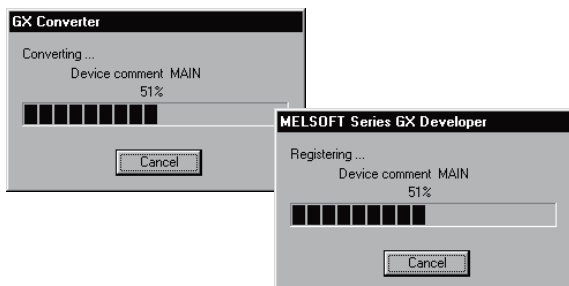 GX Converter
Converting ...
Device comment MAIN
51%
Cancel
MELSOFT Series GX Developer
Registering ...
Device comment MAIN
51%
Cancel